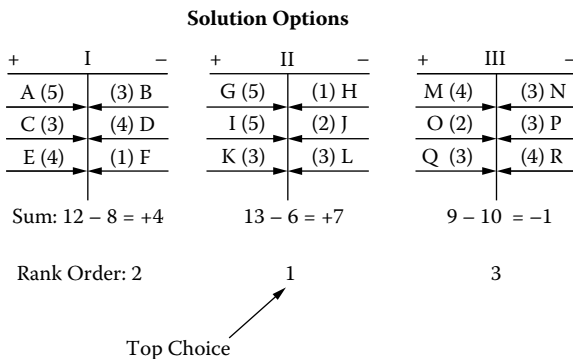 Solution Options
+ I – + II – + III –
A (5) (3) B G (5) (1) H M (4) (3) N
C (3) (4) D I (5) (2) J O (2) (3) P
E (4) (1) F K (3) (3) L Q (3) (4) R
Sum: 12 – 8 = +4 13 – 6 = +7 9 – 10 = –1
Rank Order: 2 1 3
Top Choice